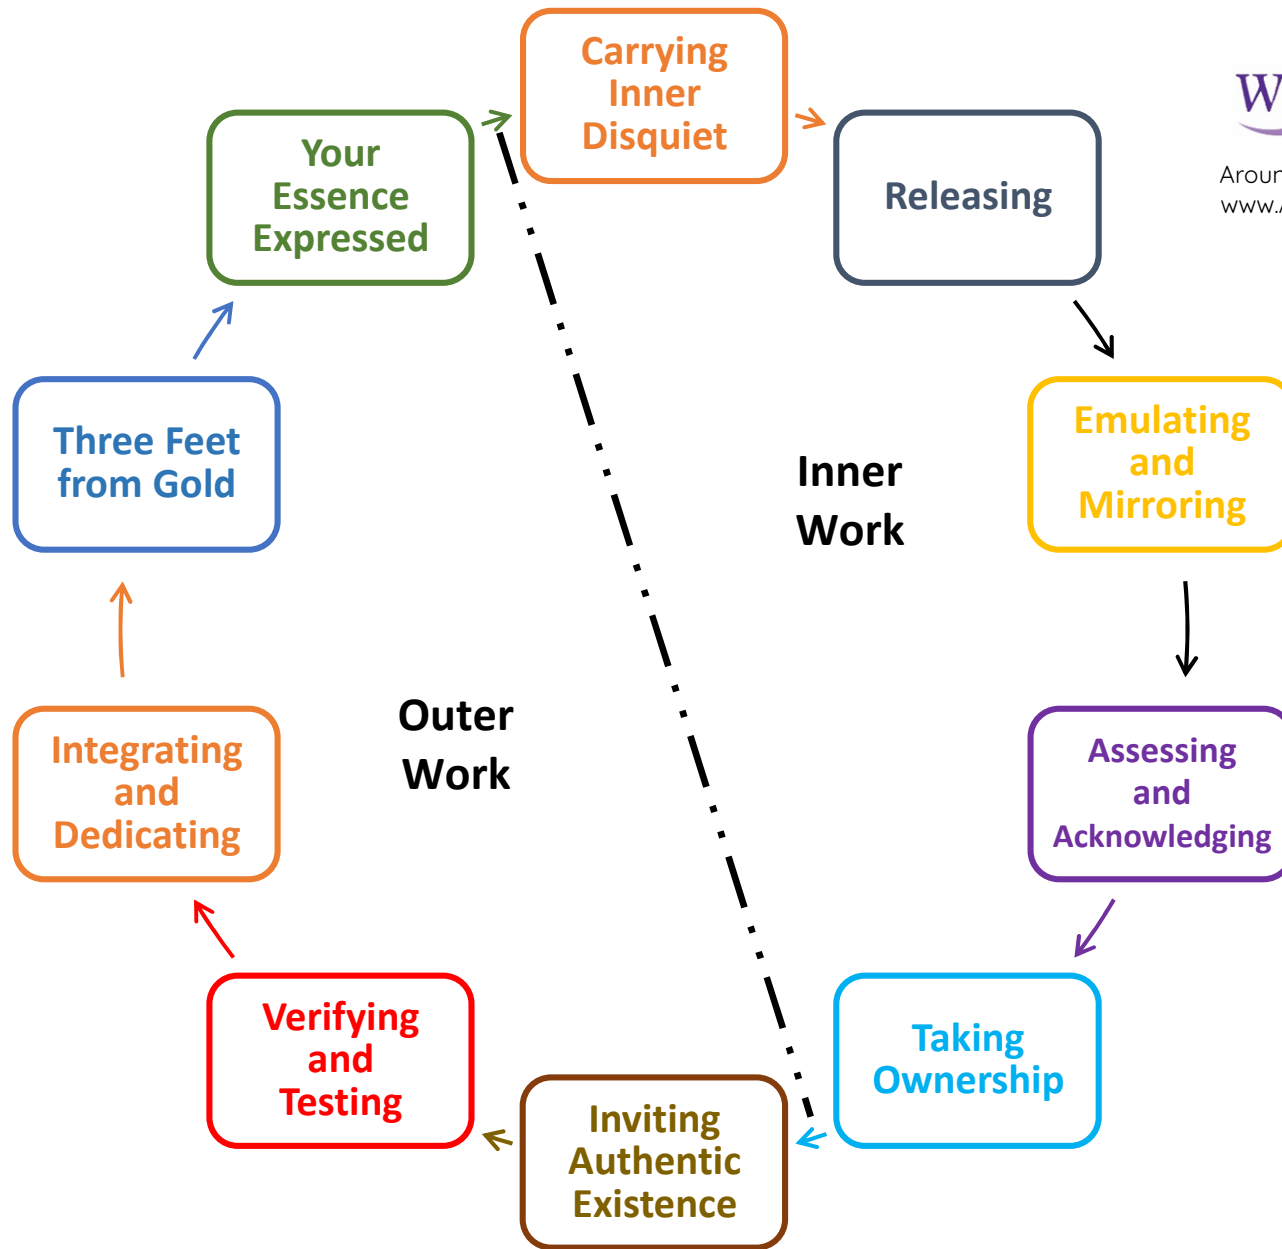 Carrying
Inner
Disquiet
Releasing
Emulating
and
Mirroring
Assessing
and
Acknowledging
Taking
Ownership
Inviting
Authentic
Existence
Verifying
and
Testing
Integrating
and
Dedicating
Three Feet
from Gold
Your
Essence
Expressed
Inner
Work
Outer
Work
W
www.